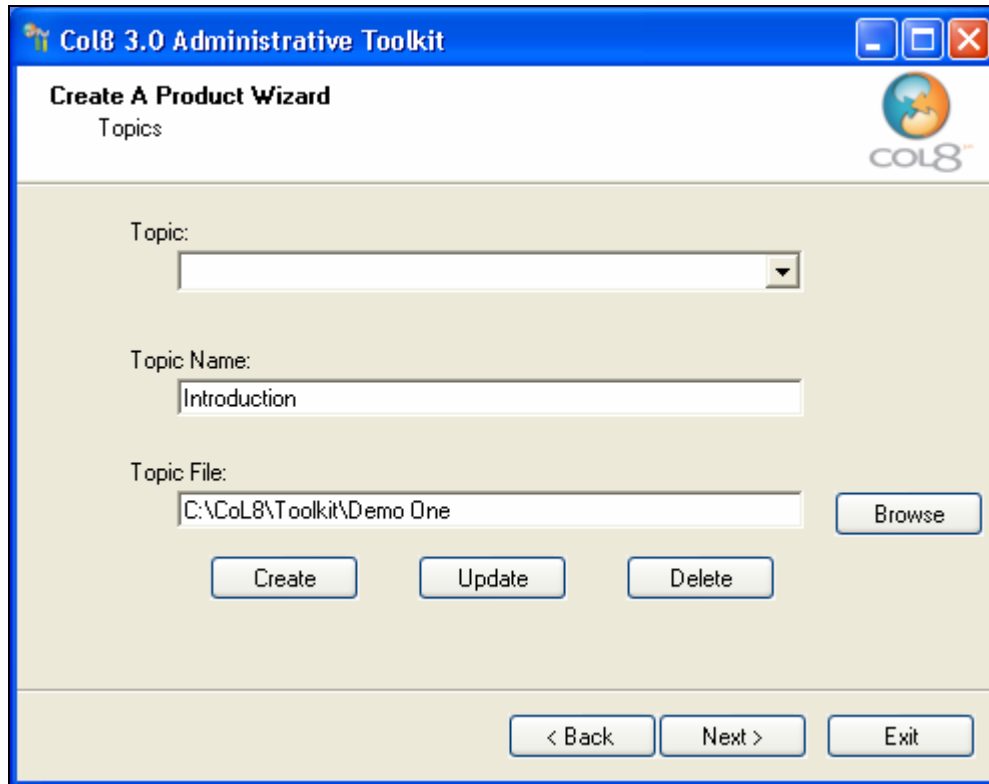 Col8 3.0 Administrative Toolkit
Create A Product Wizard
Topics
COL8
Topic:
Topic Name:
Introduction
Topic File:
C:\CoL8\Toolkit\Demo One
Browse
Create
Update
Delete
< Back
Next >
Exit